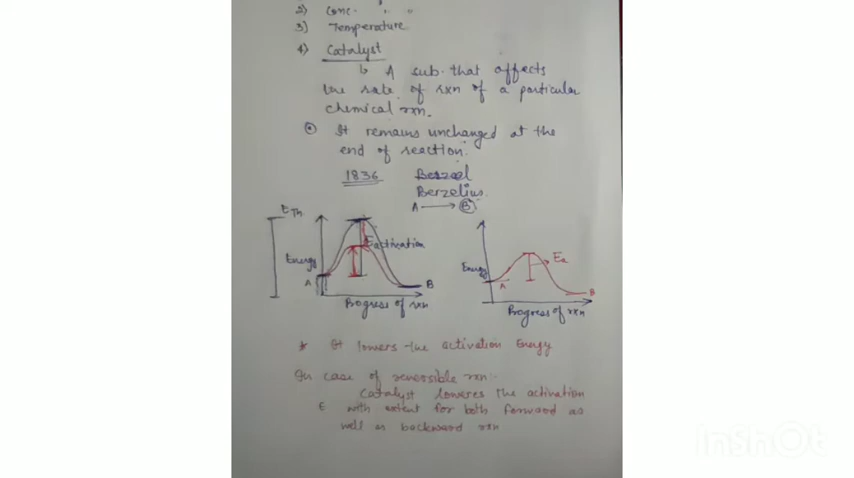 2) Conc. " "
3) Temperature
4) Catalyst
↳ A sub. that affects
the rate of rxn of a particular
chemical rxn.
It remains unchanged at the
end of reaction.
1836
Berzelius.
A → B
E Th
Energy
E activation
A
B
Progress of rxn
Energy
Ea
A
B
Progress of rxn
* It lowers the activation Energy
In case of reversible rxn.
Catalyst loweres the activation
E with extent for both forward as
well as backward rxn
inshot